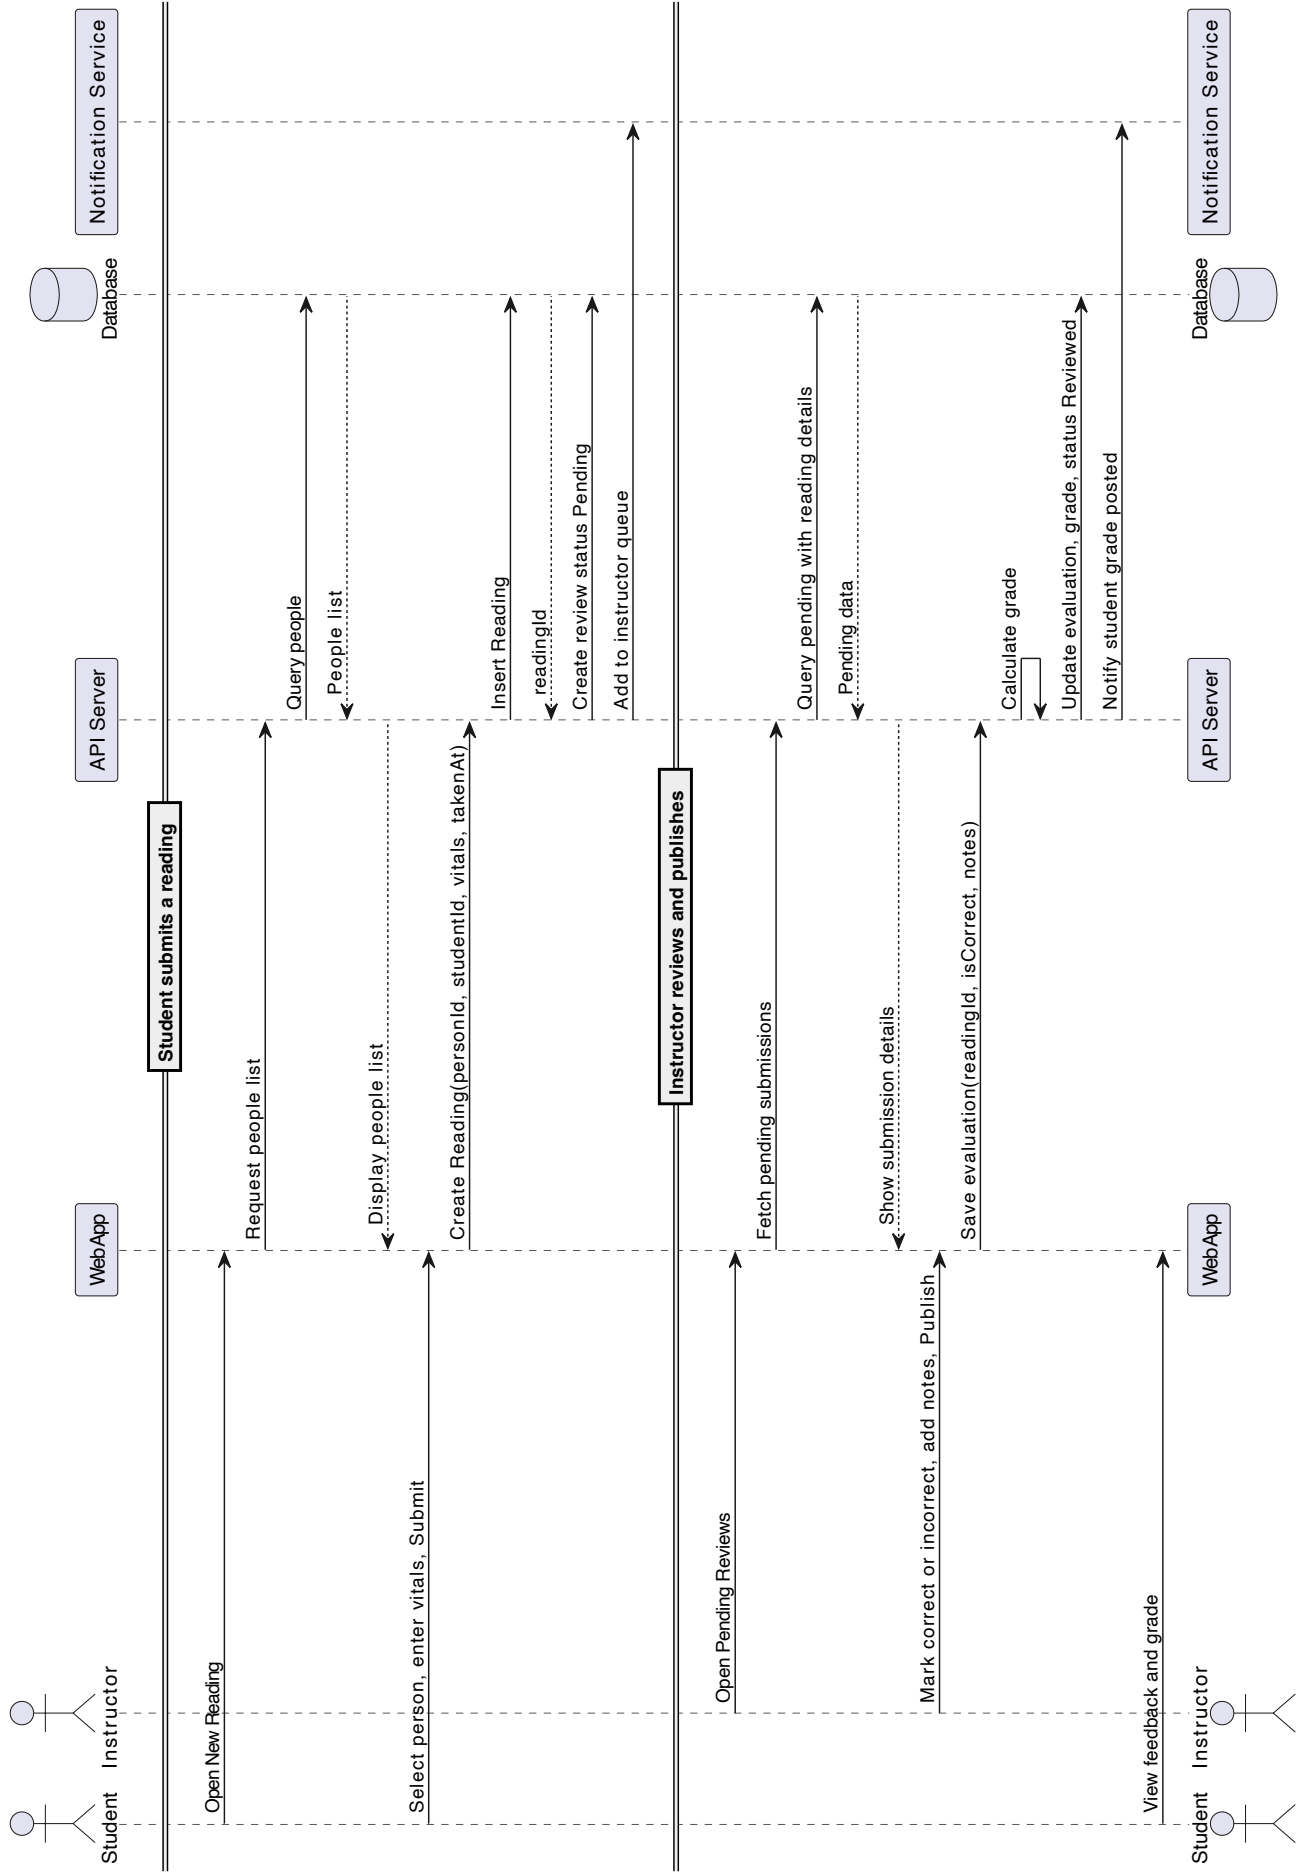 Student
Instructor
WebApp
API Server
Database
Notification Service
Student submits a reading
Open New Reading
Request people list
Query people
People list
Display people list
Select person, enter vitals, Submit
Create Reading(personId, studentId, vitals, takenAt)
Insert Reading
readingId
Create review status Pending
Add to instructor queue
Instructor reviews and publishes
Open Pending Reviews
Fetch pending submissions
Query pending with reading details
Pending data
Show submission details
Mark correct or incorrect, add notes, Publish
Save evaluation(readingId, isCorrect, notes)
Calculate grade
Update evaluation, grade, status Reviewed
Notify student grade posted
View feedback and grade
Student
Instructor
WebApp
API Server
Database
Notification Service